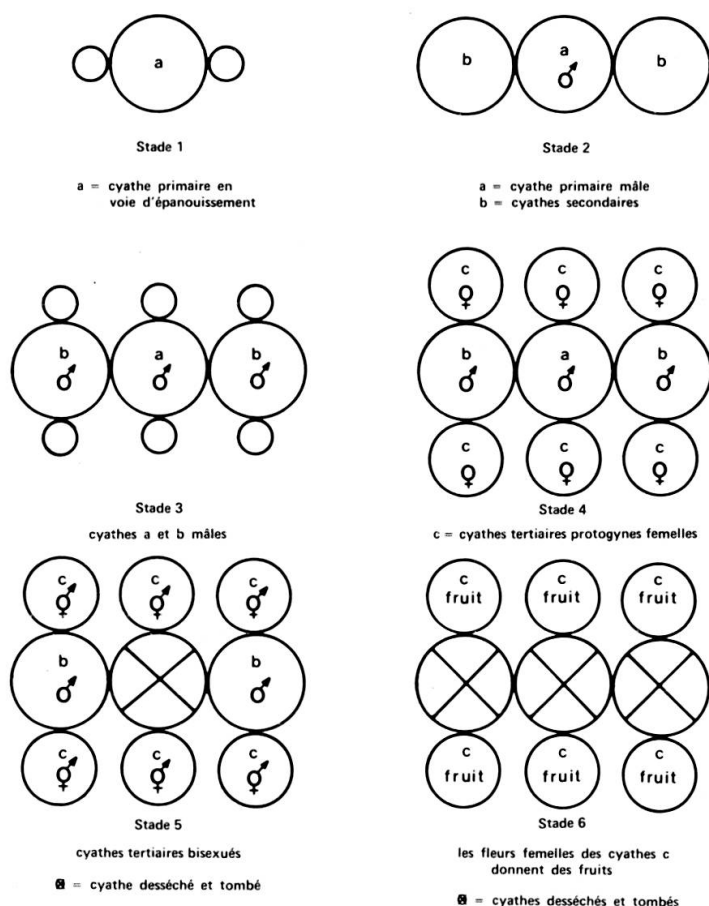 a
Stade 1
a = cyathe primaire en
voie d'épanouissement
b a b
♂
Stade 2
a = cyathe primaire mâle
b = cyathes secondaires
b a b
♂ ♂ ♂
Stade 3
cyathes a et b mâles
c c c
♀ ♀ ♀
b a b
♂ ♂ ♂
c c c
♀ ♀ ♀
Stade 4
c = cyathes tertiaires protogynes femelles
c c c
⚥ ⚥ ⚥
b b
♂ ♂
c c c
⚥ ⚥ ⚥
Stade 5
cyathes tertiaires bisexués
⊠ = cyathe desséché et tombé
c c c
fruit fruit fruit
c c c
fruit fruit fruit
Stade 6
les fleurs femelles des cyathes c
donnent des fruits
⊠ = cyathes desséchés et tombés